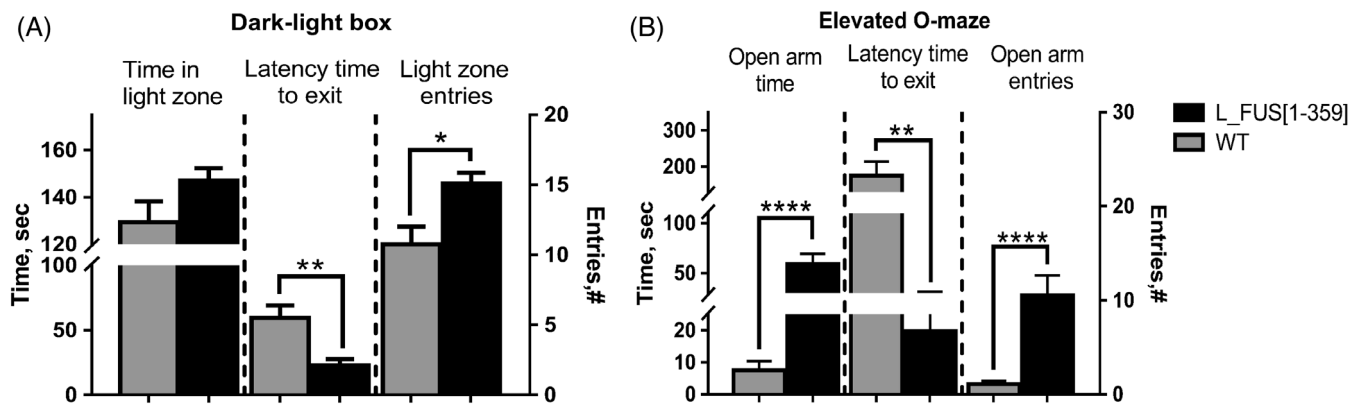 (A)
Dark-light box
Time in
light zone
Latency time
to exit
Light zone
entries
Time, sec
160
140
120
100
50
0
*
**
20
15
10
5
0
Entries,#
(B)
Elevated O-maze
Open arm
time
Latency time
to exit
Open arm
entries
Time, sec
300
200
100
50
20
10
0
****
**
****
30
20
10
0
Entries,#
L_FUS[1-359]
WT